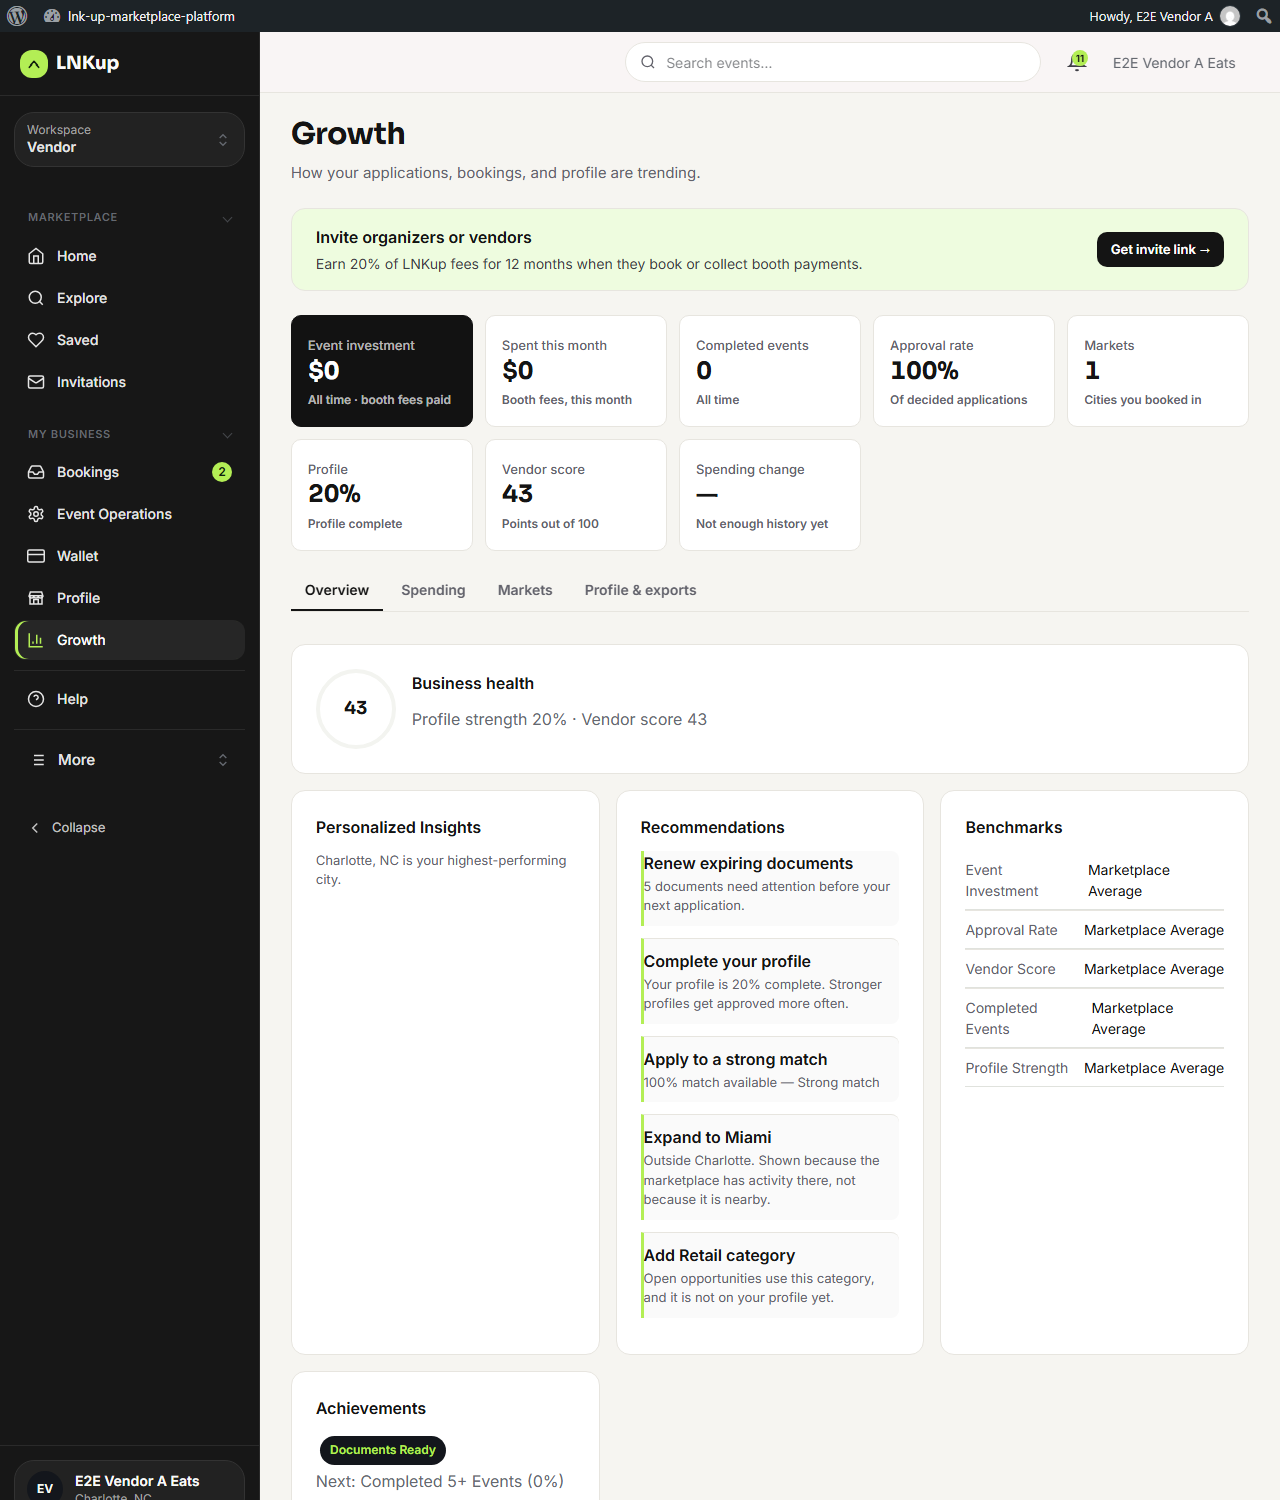 lnk-up-marketplace-platform
Howdy, E2E Vendor A
LNKup
Search events...
11
E2E Vendor A Eats
Workspace
Vendor
MARKETPLACE
Home
Explore
Saved
Invitations
MY BUSINESS
Bookings
2
Event Operations
Wallet
Profile
Growth
Help
More
Collapse
EV
E2E Vendor A Eats
Charlotte, NC
Growth
How your applications, bookings, and profile are trending.
Invite organizers or vendors
Earn 20% of LNKup fees for 12 months when they book or collect booth payments.
Get invite link →
Event investment
$0
All time · booth fees paid
Spent this month
$0
Booth fees, this month
Completed events
0
All time
Approval rate
100%
Of decided applications
Markets
1
Cities you booked in
Profile
20%
Profile complete
Vendor score
43
Points out of 100
Spending change
—
Not enough history yet
Overview
Spending
Markets
Profile & exports
43
Business health
Profile strength 20% · Vendor score 43
Personalized Insights
Charlotte, NC is your highest-performing
city.
Recommendations
Renew expiring documents
5 documents need attention before your
next application.
Complete your profile
Your profile is 20% complete. Stronger
profiles get approved more often.
Apply to a strong match
100% match available — Strong match
Expand to Miami
Outside Charlotte. Shown because the
marketplace has activity there, not
because it is nearby.
Add Retail category
Open opportunities use this category,
and it is not on your profile yet.
Benchmarks
Event
Investment
Marketplace
Average
Approval Rate
Marketplace Average
Vendor Score
Marketplace Average
Completed
Events
Marketplace
Average
Profile Strength
Marketplace Average
Achievements
Documents Ready
Next: Completed 5+ Events (0%)